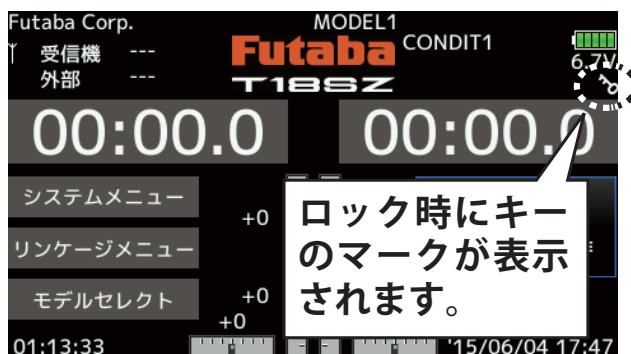 Futaba Corp.
MODEL1
受信機 ---
Futaba
CONDIT1
6.7V
外部 ---
T18SZ
00:00.0
00:00.0
システムメニュー
+0
リンケージメニュー
モデルセレクト
+0
+0
ロック時にキー
のマークが表示
されます。
01:13:33
'15/06/04 17:47